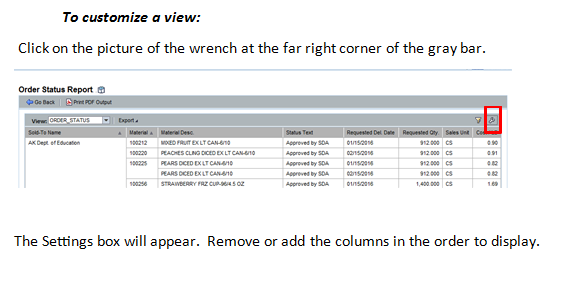 To customize a view:
Click on the picture of the wrench at the far right corner of the gray bar.
Order Status Report
Go Back Print PDF Output
View: ORDER_STATUS Export
Sold-To Name Material Material Desc. Status Text Requested Del. Date Requested Qty. Sales Unit
AK Dept. of Education 100212 MIXED FRUIT EX LT CAN-6/10 Approved by SDA 01/15/2016 912.000 CS 0.90
100220 PEACHES CLING DICED EX LT CAN-6/10 Approved by SDA 02/15/2016 912.000 CS 0.91
100225 PEARS DICED EX LT CAN-6/10 Approved by SDA 01/15/2016 912.000 CS 0.82
PEARS DICED EX LT CAN-6/10 Approved by SDA 02/15/2016 912.000 CS 0.82
100256 STRAWBERRY FRZ CUP-96/4.5 OZ Approved by SDA 01/15/2016 1,400.000 CS 1.69
The Settings box will appear.  Remove or add the columns in the order to display.